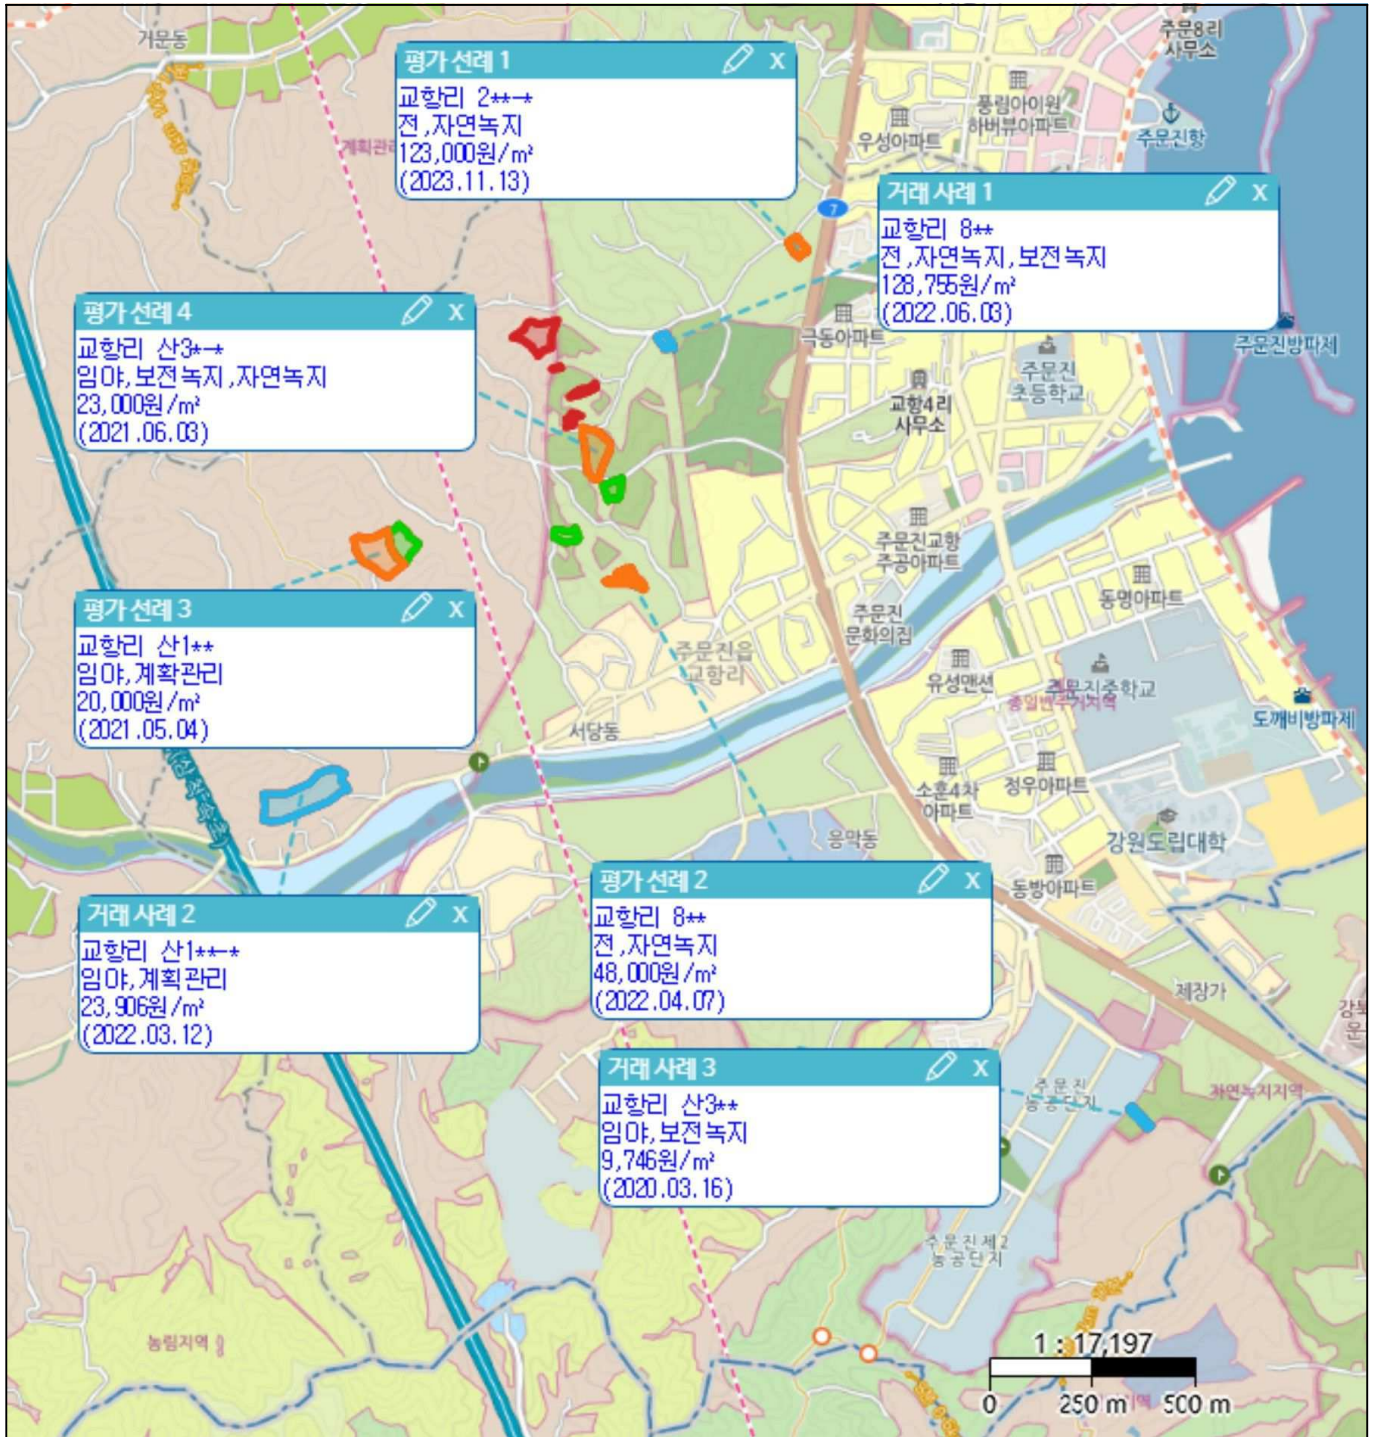 거문동
주문8리
사무소
평가 선례 1 X
교항리 2**-*
전,자연녹지
123,000원/㎡
(2023.11.13)
계획관리
풍림아이원
하버뷰아파트
우성아파트
주문진항
7
거래 사례 1 X
교항리 8**
전,자연녹지,보전녹지
128,755원/㎡
(2022.06.03)
평가 선례 4 X
교항리 산3*-*
임야,보전녹지,자연녹지
23,000원/㎡
(2021.06.03)
극동아파트
주문진방파제
주문진
초등학교
교항4리
사무소
주문진교항
주공아파트
동명아파트
평가 선례 3 X
교항리 산1**
임야,계획관리
20,000원/㎡
(2021.05.04)
주문진
문화의집
주문진읍
교항리
유성맨션
주문진중학교
도깨비방파제
서당동
소훈4차
아파트
정우아파트
강원도립대학
응막동
동방아파트
평가 선례 2 X
교항리 8**
전,자연녹지
48,000원/㎡
(2022.04.07)
거래 사례 2 X
교항리 산1**-*
임야,계획관리
23,906원/㎡
(2022.03.12)
제장가
거래 사례 3 X
교항리 산3**
임야,보전녹지
9,746원/㎡
(2020.03.16)
주문진
농공단지
자연녹지지역
주문진제2
농공단지
농림지역
1 : 17,197
0 250 m 500 m